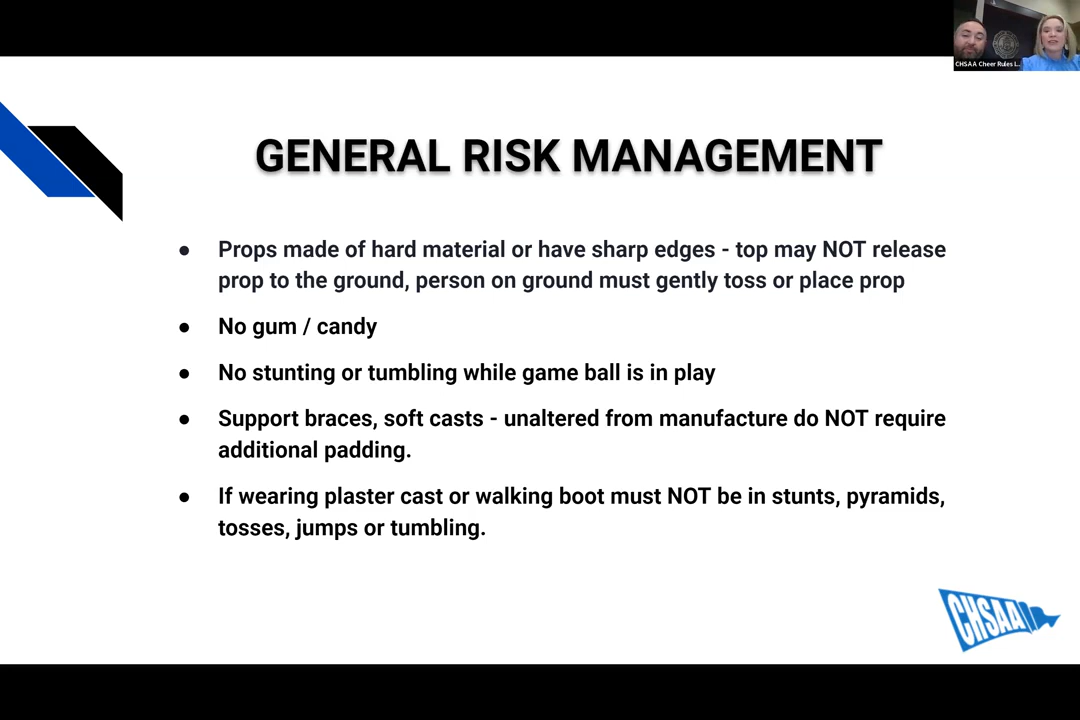 CHSAA Cheer Rules L...
GENERAL RISK MANAGEMENT
● Props made of hard material or have sharp edges - top may NOT release
prop to the ground, person on ground must gently toss or place prop
● No gum / candy
● No stunting or tumbling while game ball is in play
● Support braces, soft casts - unaltered from manufacture do NOT require
additional padding.
● If wearing plaster cast or walking boot must NOT be in stunts, pyramids,
tosses, jumps or tumbling.
CHSAA